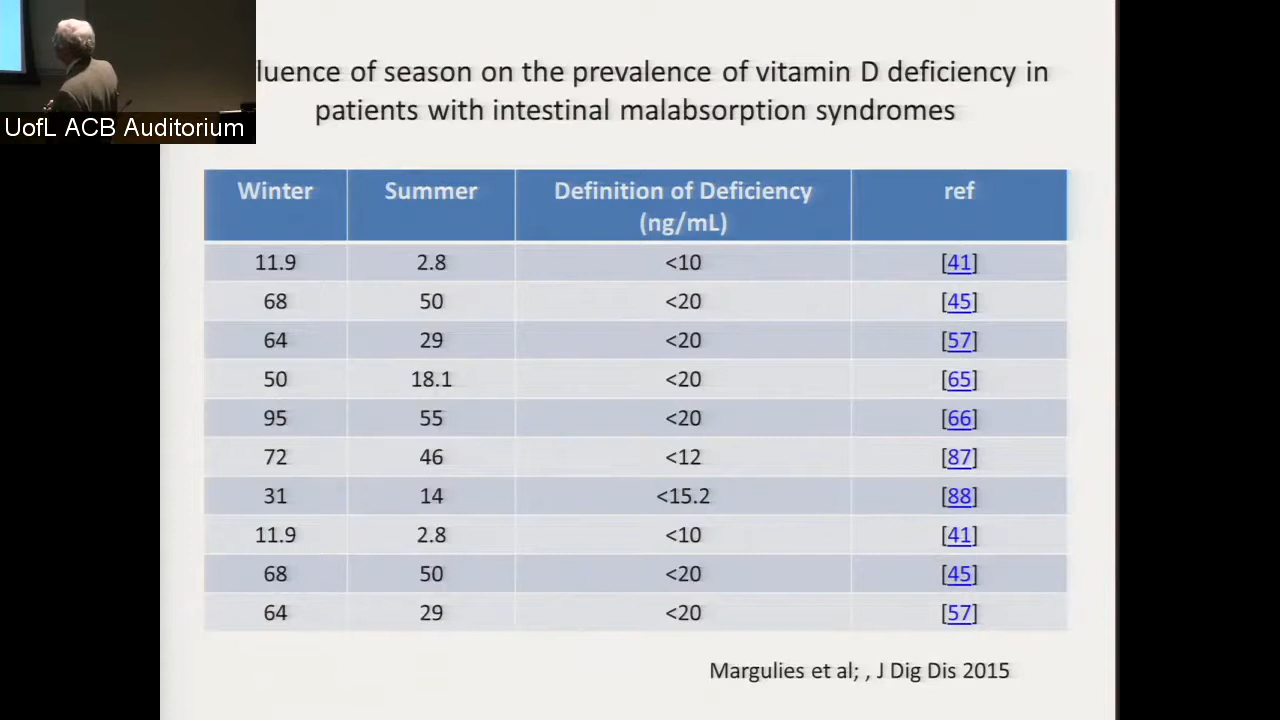 UofL ACB Auditorium
luence of season on the prevalence of vitamin D deficiency in
patients with intestinal malabsorption syndromes
Winter Summer Definition of Deficiency (ng/mL) ref
11.9 2.8 <10 [41]
68 50 <20 [45]
64 29 <20 [57]
50 18.1 <20 [65]
95 55 <20 [66]
72 46 <12 [87]
31 14 <15.2 [88]
11.9 2.8 <10 [41]
68 50 <20 [45]
64 29 <20 [57]
Margulies et al; , J Dig Dis 2015